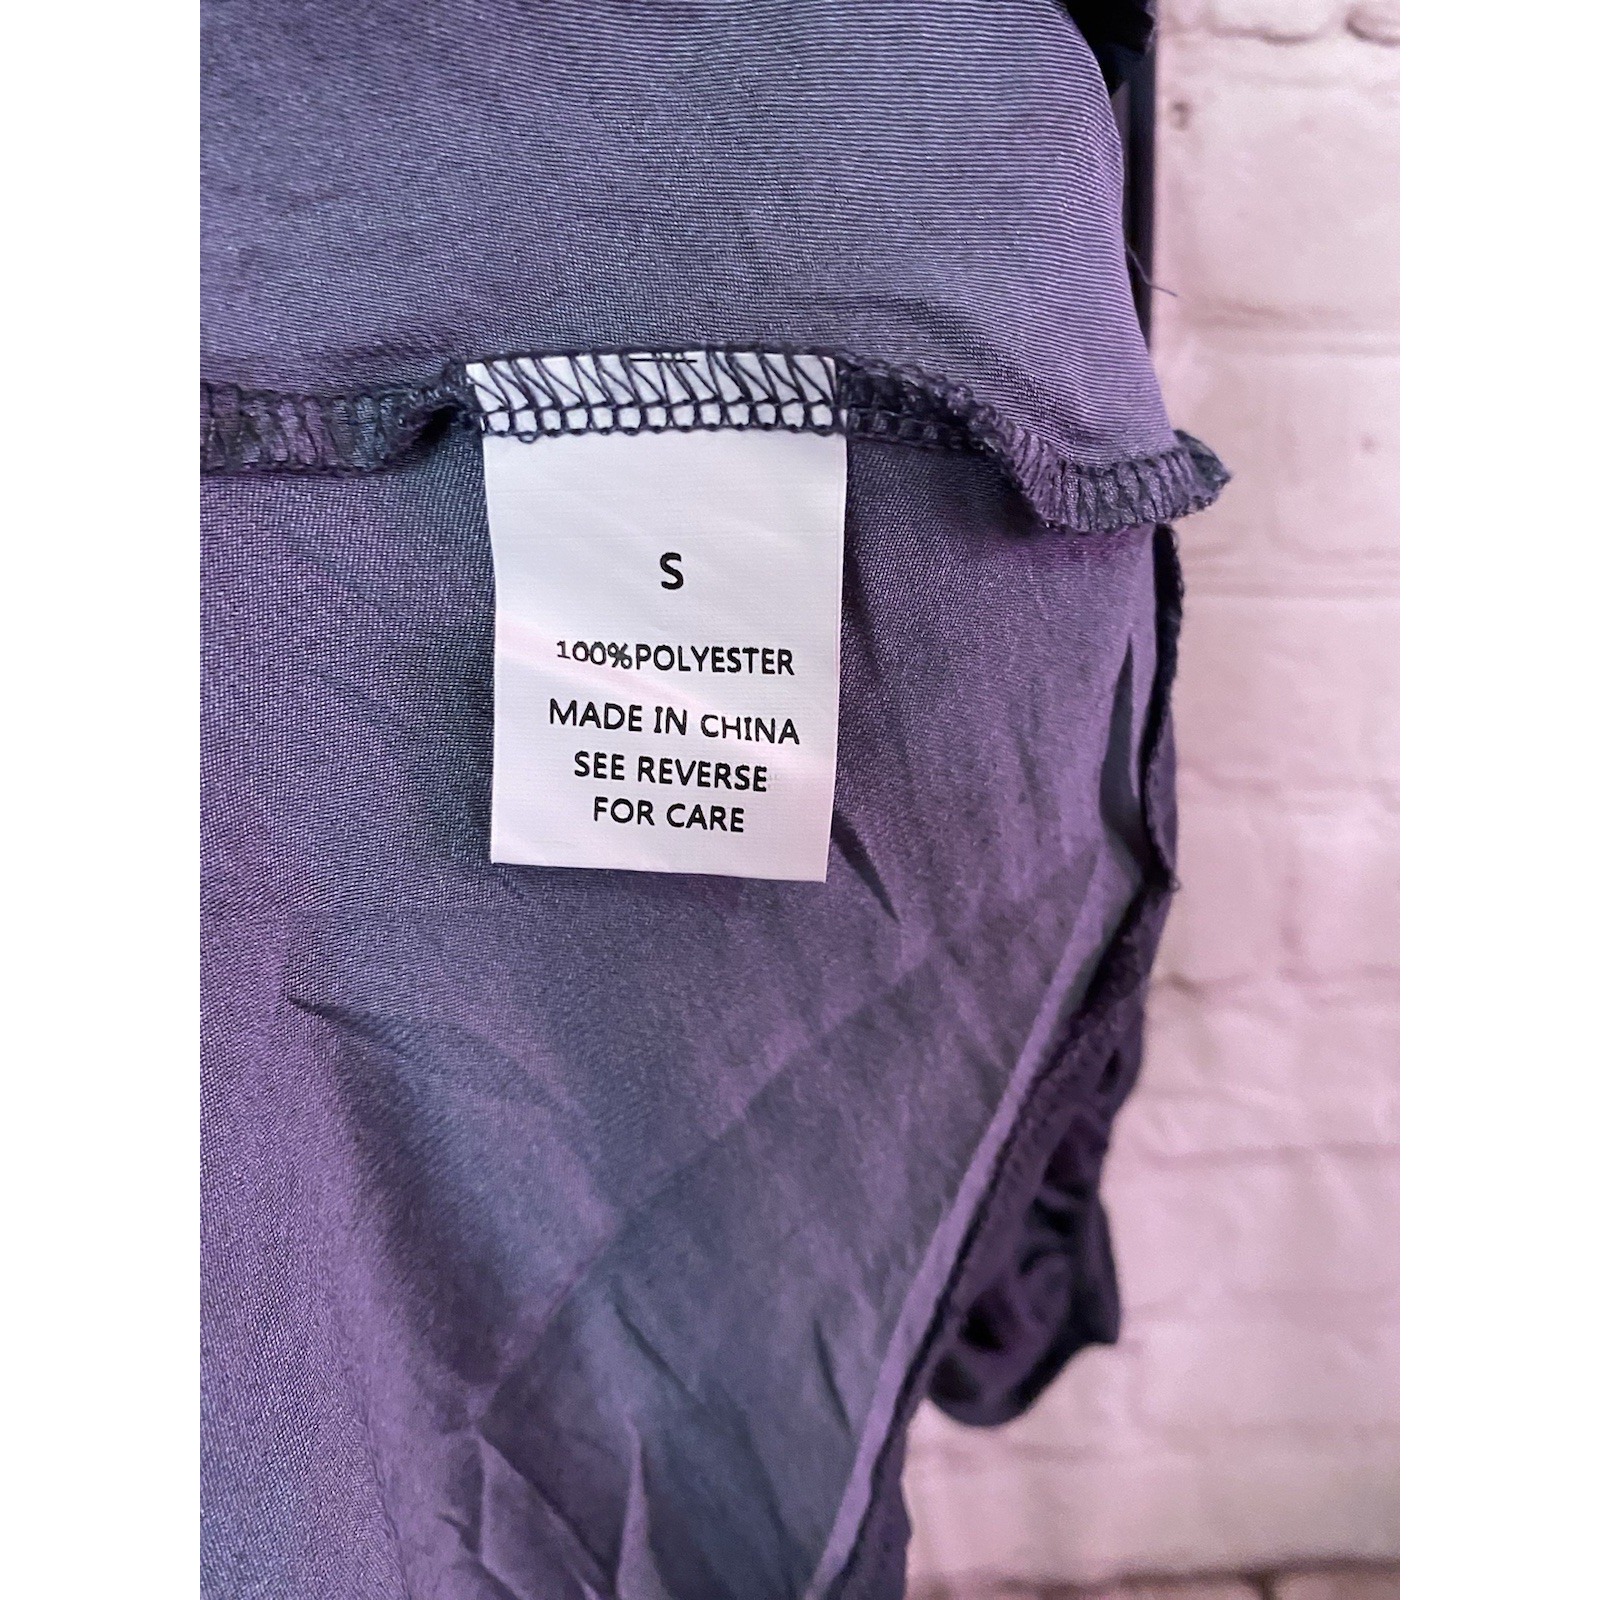 S
100%POLYESTER
MADE IN CHINA
SEE REVERSE
FOR CARE